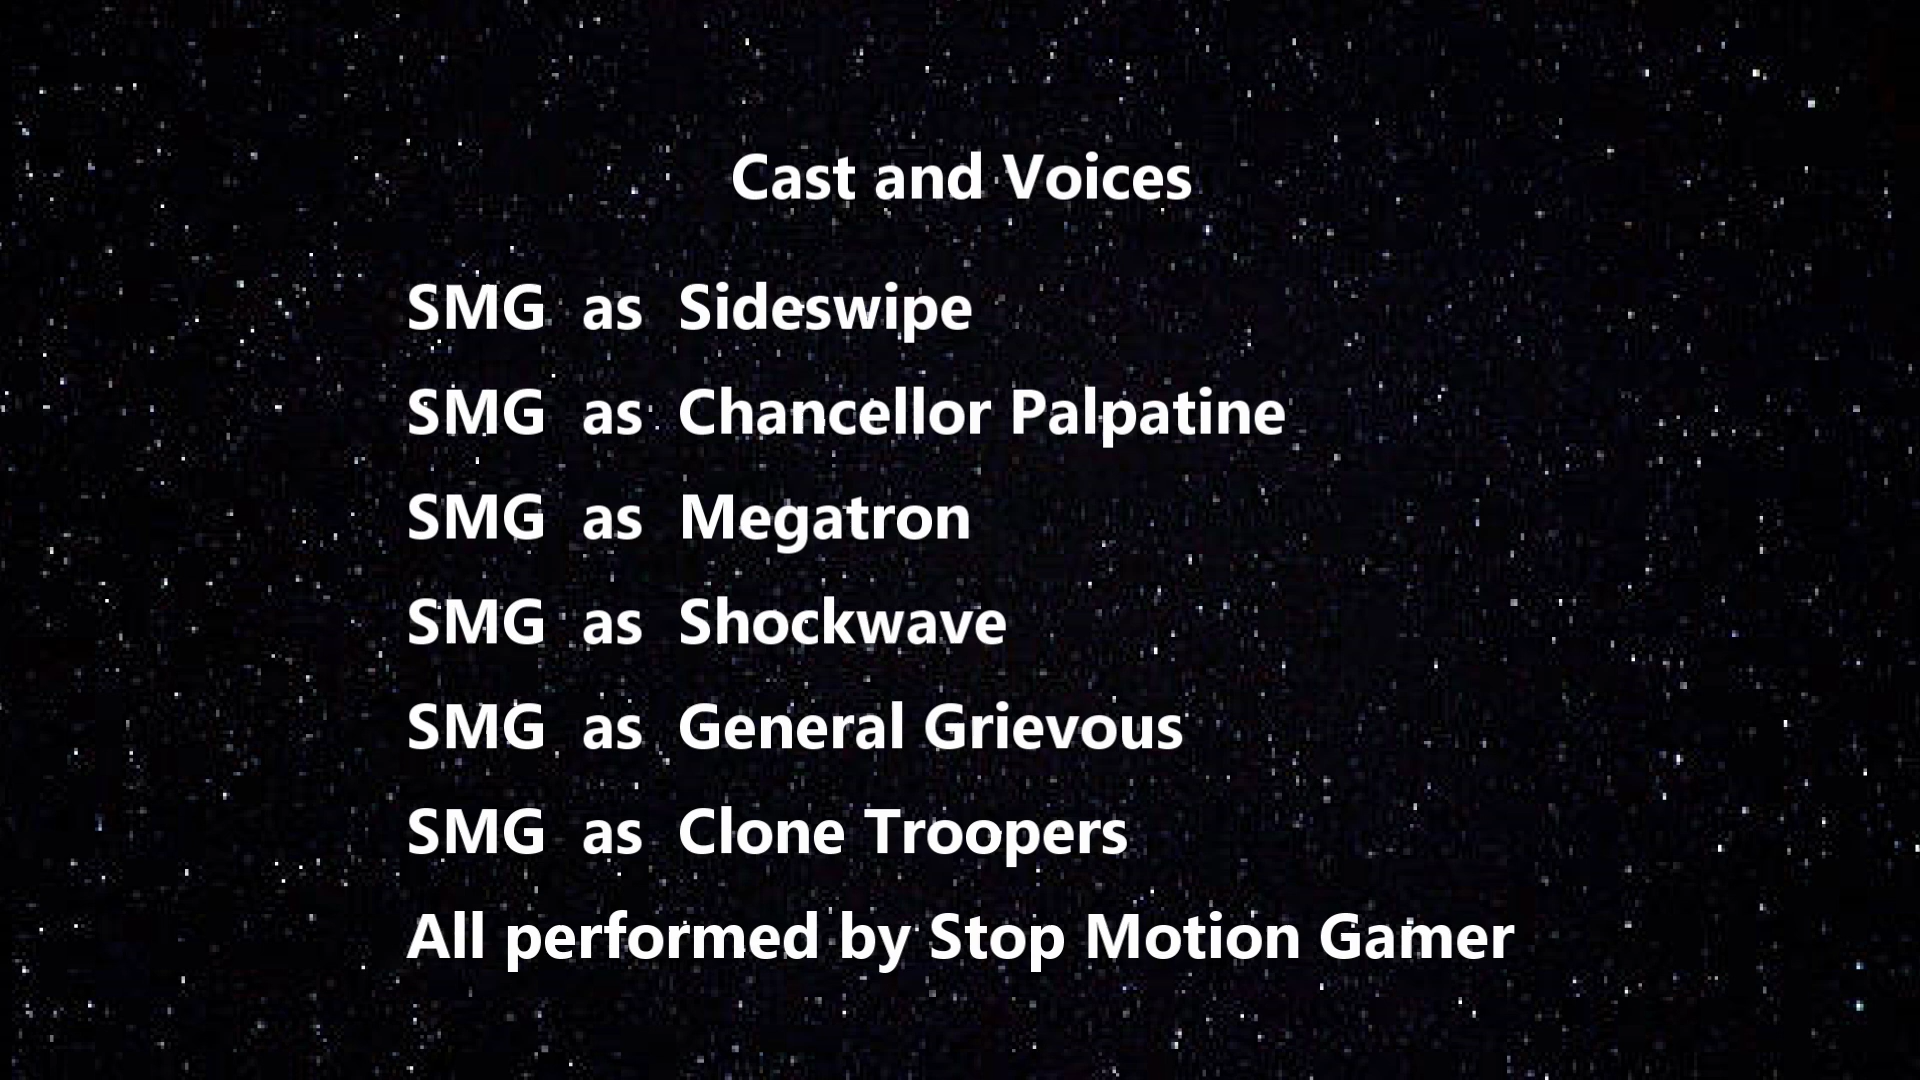 Cast and Voices
SMG as Sideswipe
SMG as Chancellor Palpatine
SMG as Megatron
SMG as Shockwave
SMG as General Grievous
SMG as Clone Troopers
All performed by Stop Motion Gamer